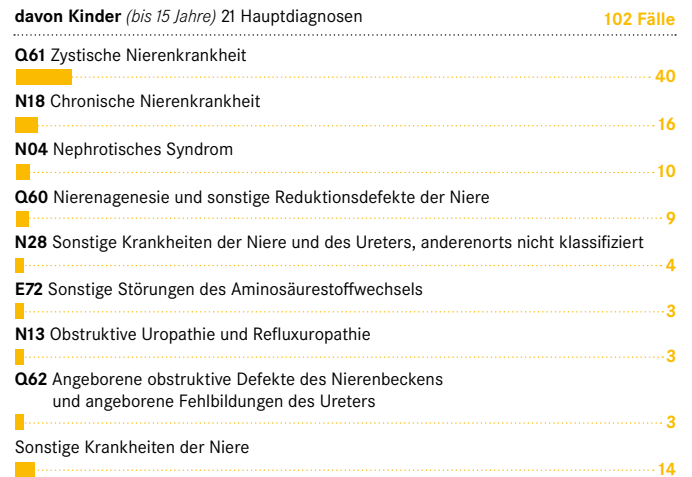 davon Kinder (bis 15 Jahre) 21 Hauptdiagnosen 102 Fälle
Q61 Zystische Nierenkrankheit
40
N18 Chronische Nierenkrankheit
16
N04 Nephrotisches Syndrom
10
Q60 Nierenagenesie und sonstige Reduktionsdefekte der Niere
9
N28 Sonstige Krankheiten der Niere und des Ureters, anderenorts nicht klassifiziert
4
E72 Sonstige Störungen des Aminosäurestoffwechsels
3
N13 Obstruktive Uropathie und Refluxuropathie
3
Q62 Angeborene obstruktive Defekte des Nierenbeckens
und angeborene Fehlbildungen des Ureters
3
Sonstige Krankheiten der Niere
14